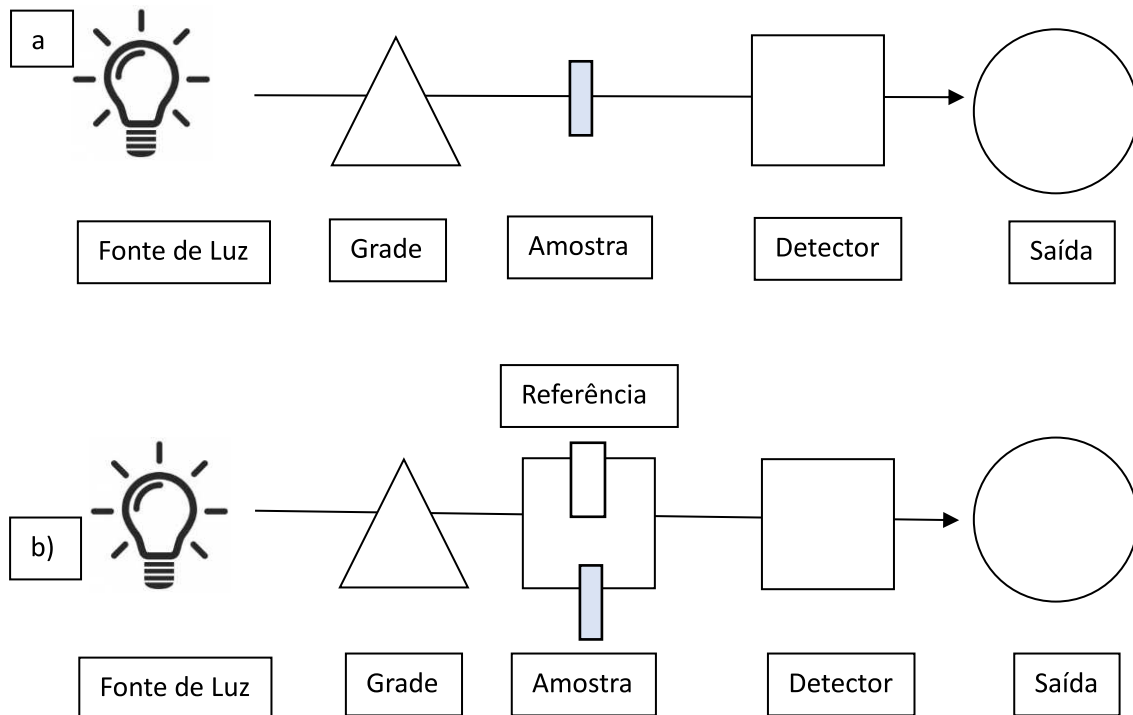 a
Fonte de Luz
Grade
Amostra
Detector
Saída
Referência
b)
Fonte de Luz
Grade
Amostra
Detector
Saída